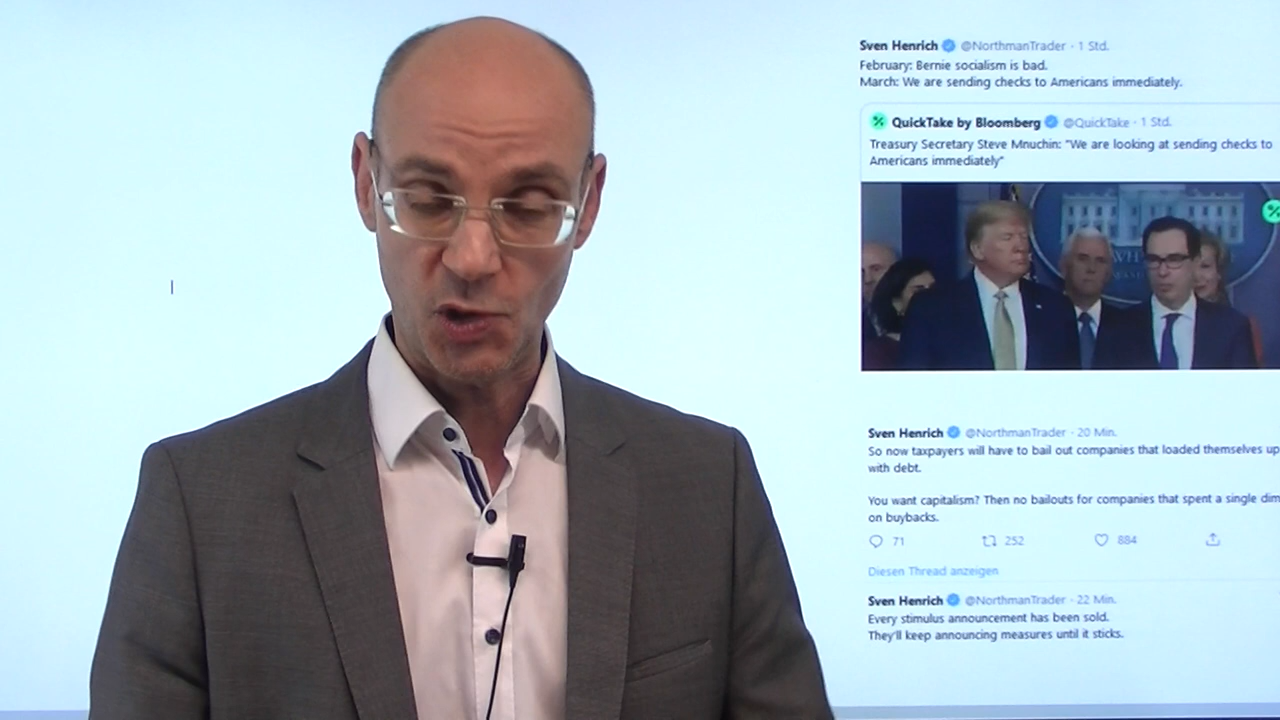 Sven Henrich @NorthmanTrader · 1 Std.
February: Bernie socialism is bad.
March: We are sending checks to Americans immediately.
QuickTake by Bloomberg @QuickTake · 1 Std.
Treasury Secretary Steve Mnuchin: "We are looking at sending checks to
Americans immediately"
Sven Henrich @NorthmanTrader · 20 Min.
So now taxpayers will have to bail out companies that loaded themselves up
with debt.
You want capitalism? Then no bailouts for companies that spent a single dim
on buybacks.
71 252 884
Diesen Thread anzeigen
Sven Henrich @NorthmanTrader · 22 Min.
Every stimulus announcement has been sold.
They'll keep announcing measures until it sticks.